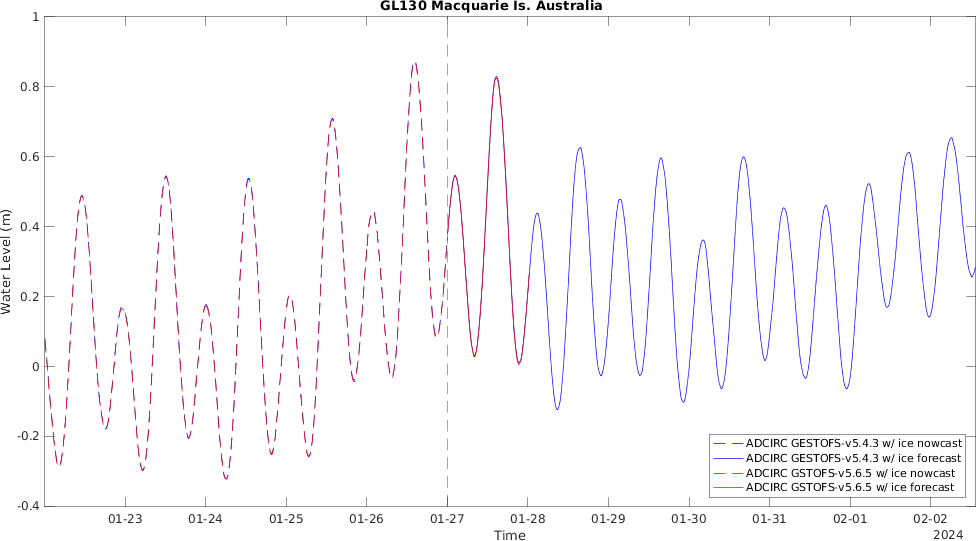 GL130 Macquarie Is. Australia
Water Level (m)
1
0.8
0.6
0.4
0.2
0
-0.2
-0.4
ADCIRC GESTOFS-v5.4.3 w/ ice nowcast
ADCIRC GESTOFS-v5.4.3 w/ ice forecast
ADCIRC GSTOFS-v5.6.5 w/ ice nowcast
ADCIRC GSTOFS-v5.6.5 w/ ice forecast
01-23 01-24 01-25 01-26 01-27 01-28 01-29 01-30 01-31 02-01 02-02
Time
2024